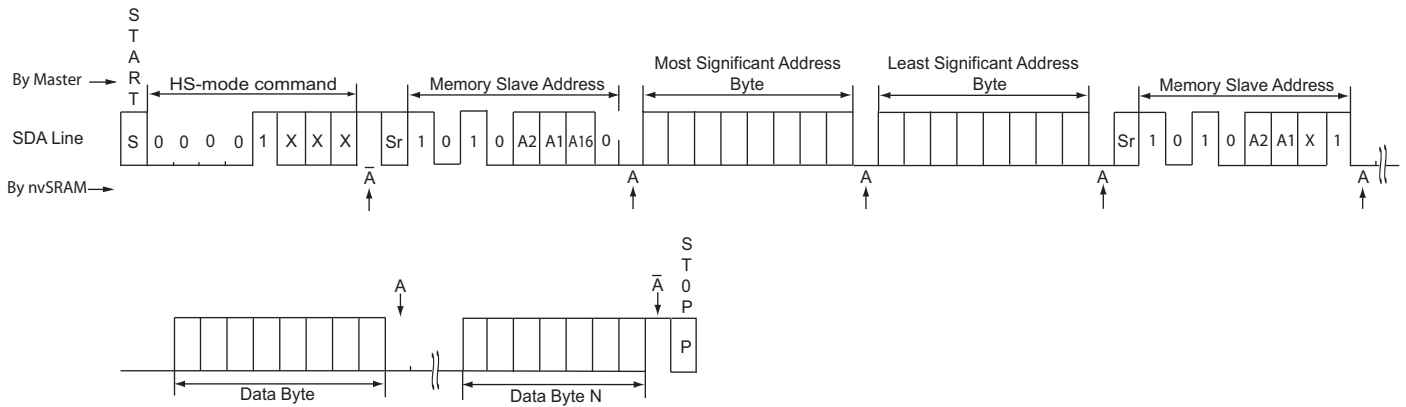 START
By Master
HS-mode command
Memory Slave Address
Most Significant Address Byte
Least Significant Address Byte
Memory Slave Address
SDA Line
S 0 0 0 0 1 X X X Sr 1 0 1 0 A2 A1 A16 0 Sr 1 0 1 0 A2 A1 X 1
By nvSRAM
A̅ A A A A
A A̅ ST0P
P
Data Byte
Data Byte N